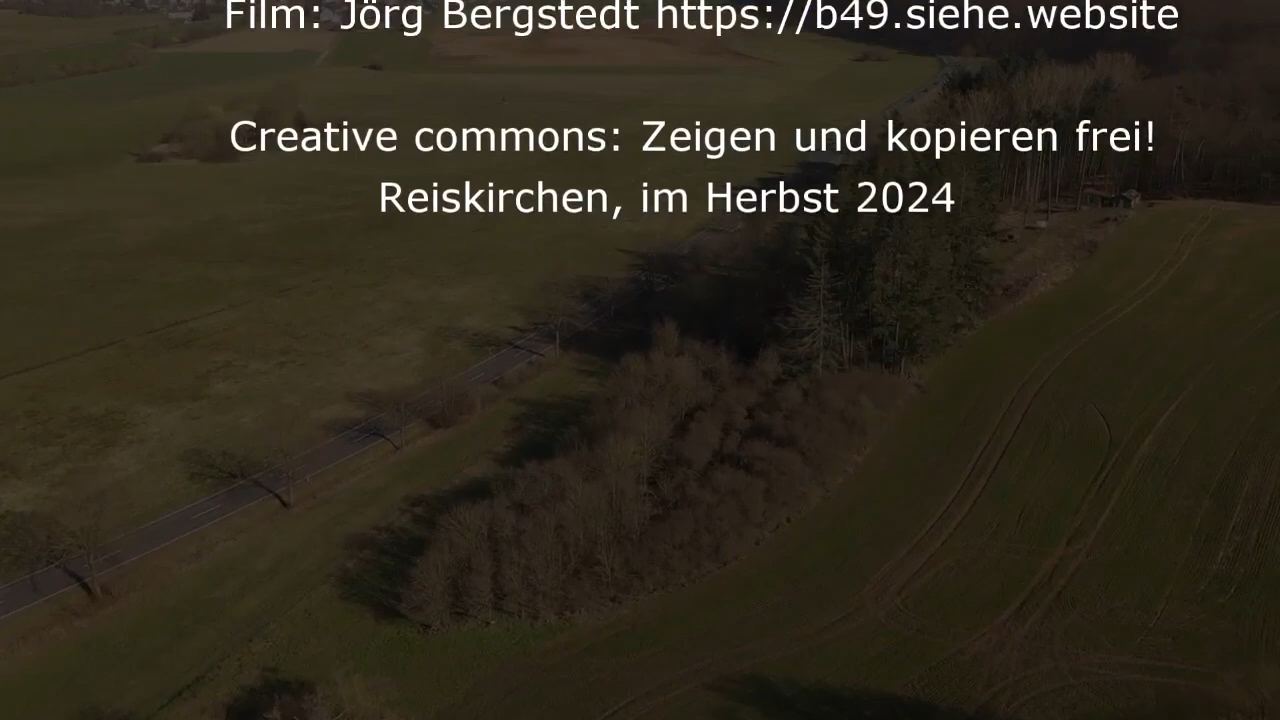 Film: Jörg Bergstedt https://b49.siehe.website
Creative commons: Zeigen und kopieren frei!
Reiskirchen, im Herbst 2024